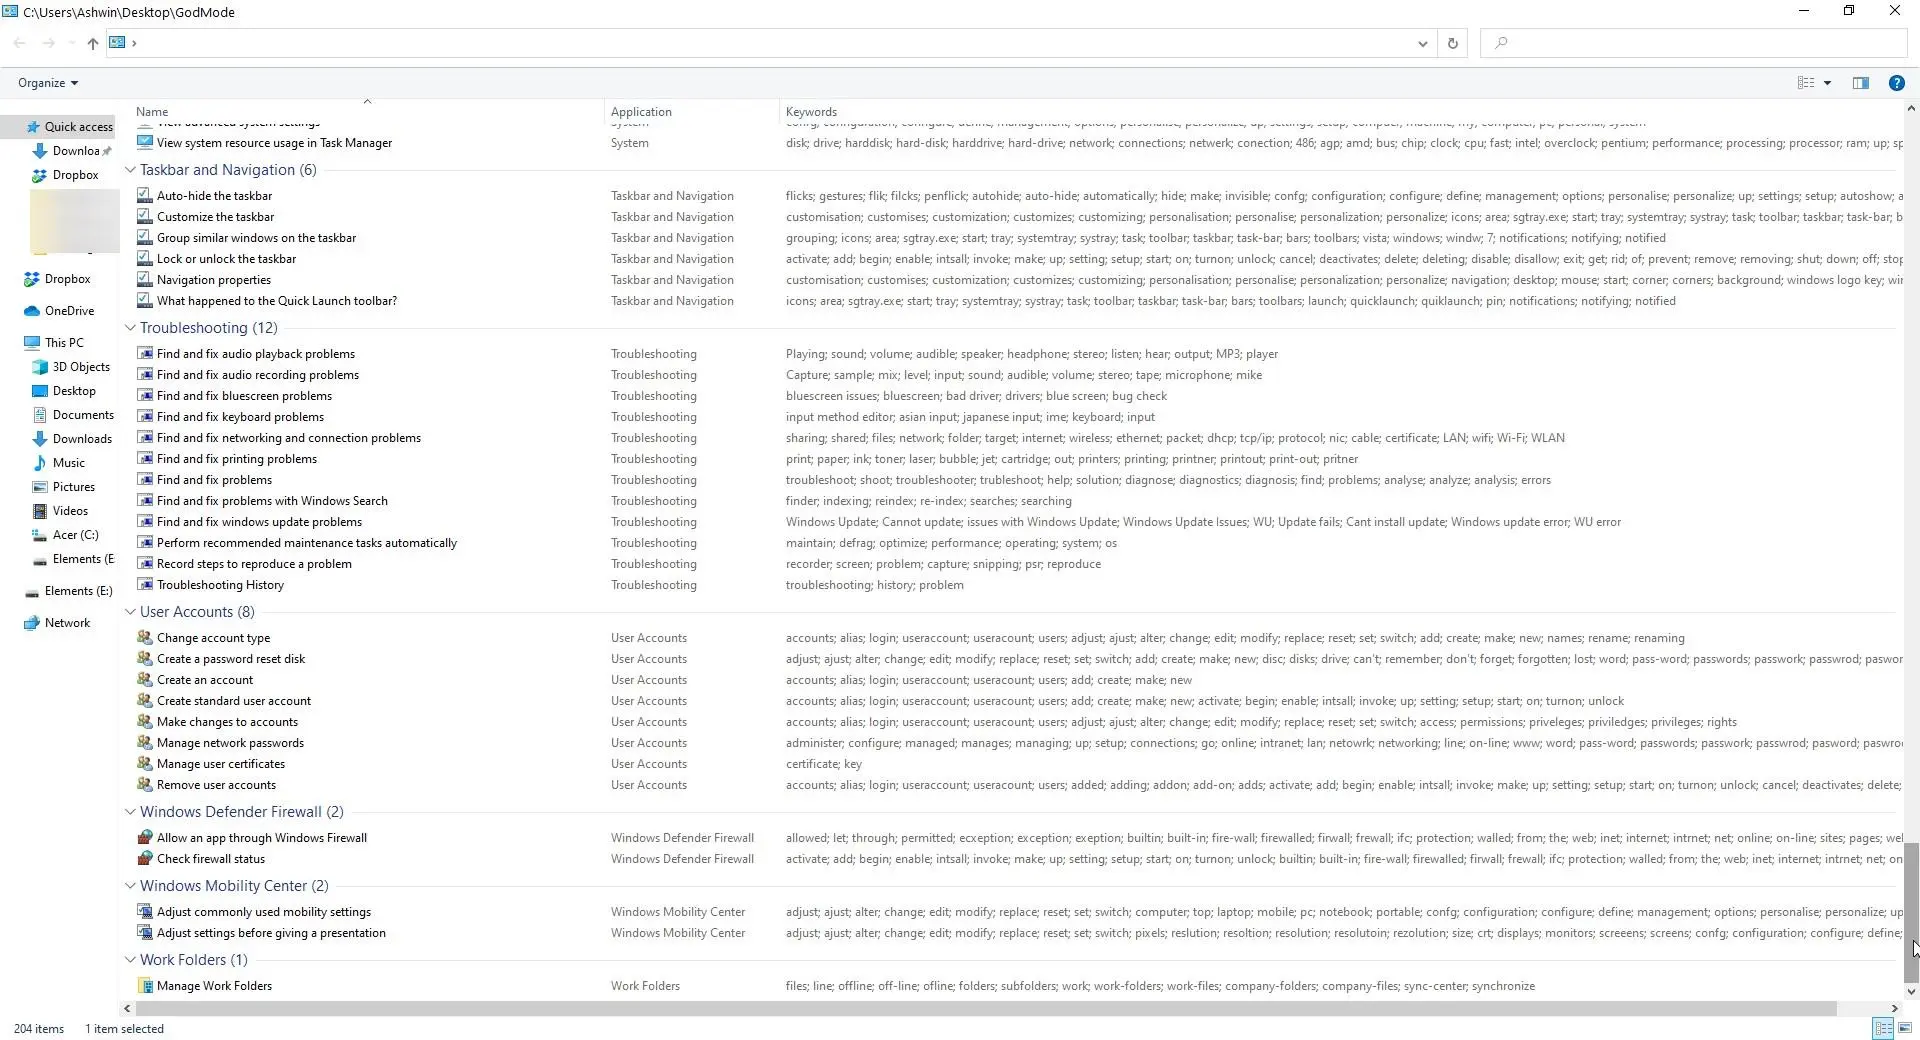 C:\Users\Ashwin\Desktop\GodMode
Organize
Name Application Keywords
View advanced system settings System config; configuration; configure; define; management; options; personalise; personalize; up; settings; setup; computer; machine; my; computer; pc; personal; system
View system resource usage in Task Manager System disk; drive; harddisk; hard-disk; harddrive; hard-drive; network; connections; netwerk; conection; 486; agp; amd; bus; chip; clock; cpu; fast; intel; overclock; pentium; performance; processing; processor; ram; up; sp
Taskbar and Navigation (6)
Auto-hide the taskbar Taskbar and Navigation flicks; gestures; flik; filcks; penflick; autohide; auto-hide; automatically; hide; make; invisible; confg; configuration; configure; define; management; options; personalise; personalize; up; settings; setup; autoshow; a
Customize the taskbar Taskbar and Navigation customisation; customises; customization; customizes; customizing; personalisation; personalise; personalization; personalize; icons; area; sgtray.exe; start; tray; systemtray; systray; task; toolbar; taskbar; task-bar; b
Group similar windows on the taskbar Taskbar and Navigation grouping; icons; area; sgtray.exe; start; tray; systemtray; systray; task; toolbar; taskbar; task-bar; bars; toolbars; vista; windows; windw; 7; notifications; notifying; notified
Lock or unlock the taskbar Taskbar and Navigation activate; add; begin; enable; intsall; invoke; make; up; setting; setup; start; on; turnon; unlock; cancel; deactivates; delete; deleting; disable; disallow; exit; get; rid; of; prevent; remove; removing; shut; down; off; stop
Navigation properties Taskbar and Navigation customisation; customises; customization; customizes; customizing; personalisation; personalise; personalization; personalize; navigation; desktop; mouse; start; corner; corners; background; windows logo key; wi
What happened to the Quick Launch toolbar? Taskbar and Navigation icons; area; sgtray.exe; start; tray; systemtray; systray; task; toolbar; taskbar; task-bar; bars; toolbars; launch; quicklaunch; quiklaunch; pin; notifications; notifying; notified
Troubleshooting (12)
Find and fix audio playback problems Troubleshooting Playing; sound; volume; audible; speaker; headphone; stereo; listen; hear; output; MP3; player
Find and fix audio recording problems Troubleshooting Capture; sample; mix; level; input; sound; audible; volume; stereo; tape; microphone; mike
Find and fix bluescreen problems Troubleshooting bluescreen issues; bluescreen; bad driver; drivers; blue screen; bug check
Find and fix keyboard problems Troubleshooting input method editor; asian input; japanese input; ime; keyboard; input
Find and fix networking and connection problems Troubleshooting sharing; shared; files; network; folder; target; internet; wireless; ethernet; packet; dhcp; tcp/ip; protocol; nic; cable; certificate; LAN; wifi; Wi-Fi; WLAN
Find and fix printing problems Troubleshooting print; paper; ink; toner; laser; bubble; jet; cartridge; out; printers; printing; printner; printout; print-out; pritner
Find and fix problems Troubleshooting troubleshoot; shoot; troubleshooter; trubleshoot; help; solution; diagnose; diagnostics; diagnosis; find; problems; analyse; analyze; analysis; errors
Find and fix problems with Windows Search Troubleshooting finder; indexing; reindex; re-index; searches; searching
Find and fix windows update problems Troubleshooting Windows Update; Cannot update; issues with Windows Update; Windows Update Issues; WU; Update fails; Cant install update; Windows update error; WU error
Perform recommended maintenance tasks automatically Troubleshooting maintain; defrag; optimize; performance; operating; system; os
Record steps to reproduce a problem Troubleshooting recorder; screen; problem; capture; snipping; psr; reproduce
Troubleshooting History Troubleshooting troubleshooting; history; problem
User Accounts (8)
Change account type User Accounts accounts; alias; login; useraccount; useracount; users; adjust; ajust; alter; change; edit; modify; replace; reset; set; switch; add; create; make; new; names; rename; renaming
Create a password reset disk User Accounts adjust; ajust; alter; change; edit; modify; replace; reset; set; switch; add; create; make; new; disc; disks; drive; can't; remember; don't; forget; forgotten; lost; word; pass-word; passwords; passwork; passwrod; paswor
Create an account User Accounts accounts; alias; login; useraccount; useracount; users; add; create; make; new
Create standard user account User Accounts accounts; alias; login; useraccount; useracount; users; add; create; make; new; activate; begin; enable; intsall; invoke; up; setting; setup; start; on; turnon; unlock
Make changes to accounts User Accounts accounts; alias; login; useraccount; useracount; users; adjust; ajust; alter; change; edit; modify; replace; reset; set; switch; access; permissions; priveleges; priviledges; privileges; rights
Manage network passwords User Accounts administer; configure; managed; manages; managing; up; setup; connections; go; online; intranet; lan; netowrk; networking; line; on-line; www; word; pass-word; passwords; passwork; passwrod; pasword; paswro
Manage user certificates User Accounts certificate; key
Remove user accounts User Accounts accounts; alias; login; useraccount; useracount; users; added; adding; addon; add-on; adds; activate; add; begin; enable; intsall; invoke; make; up; setting; setup; start; on; turnon; unlock; cancel; deactivates; delete;
Windows Defender Firewall (2)
Allow an app through Windows Firewall Windows Defender Firewall allowed; let; through; permitted; ecxeption; exception; exeption; builtin; built-in; fire-wall; firewalled; firwall; frewall; ifc; protection; walled; from; the; web; inet; internet; intrnet; net; online; on-line; sites; pages; we
Check firewall status Windows Defender Firewall activate; add; begin; enable; intsall; invoke; make; up; setting; setup; start; on; turnon; unlock; builtin; built-in; fire-wall; firewalled; firwall; frewall; ifc; protection; walled; from; the; web; inet; internet; intrnet; net; on
Windows Mobility Center (2)
Adjust commonly used mobility settings Windows Mobility Center adjust; ajust; alter; change; edit; modify; replace; reset; set; switch; computer; top; laptop; mobile; pc; notebook; portable; confg; configuration; configure; define; management; options; personalise; personalize; up
Adjust settings before giving a presentation Windows Mobility Center adjust; ajust; alter; change; edit; modify; replace; reset; set; switch; pixels; reslution; resoltion; resolution; resolutoin; rezolution; size; crt; displays; monitors; screeens; screens; confg; configuration; configure; define;
Work Folders (1)
Manage Work Folders Work Folders files; line; offline; off-line; ofline; folders; subfolders; work; work-folders; work-files; company-folders; company-files; sync-center; synchronize
Quick access
Downloa
Dropbox
Dropbox
OneDrive
This PC
3D Objects
Desktop
Documents
Downloads
Music
Pictures
Videos
Acer (C:)
Elements (E
Elements (E:)
Network
204 items 1 item selected